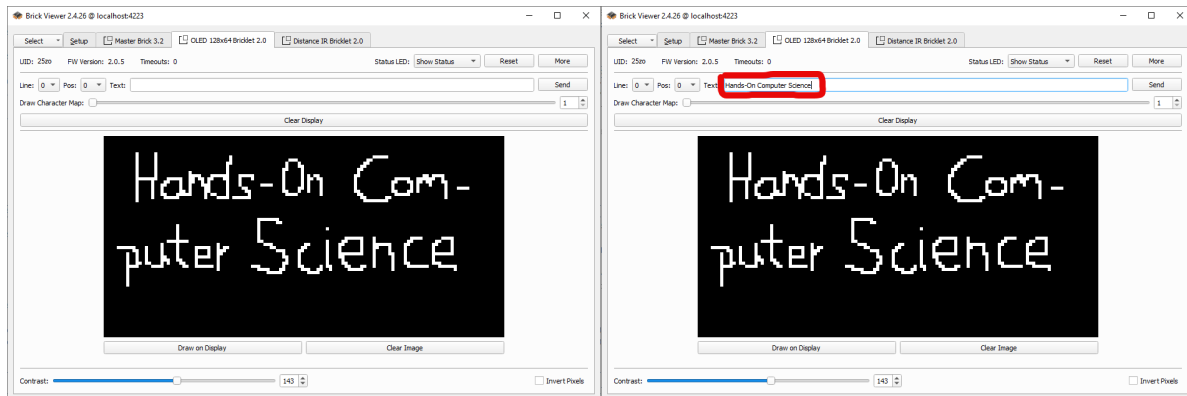 Brick Viewer 2.4.26 @ localhost:4223
Select Setup Master Brick 3.2 OLED 128x64 Bricklet 2.0 Distance IR Bricklet 2.0
UID: 25zo FW Version: 2.0.5 Timeouts: 0 Status LED: Show Status Reset More
Line: 0 Pos: 0 Text: Send
Draw Character Map: 1
Clear Display
Hands-On Com-
puter Science
Draw on Display Clear Image
Contrast: 143 Invert Pixels
Brick Viewer 2.4.26 @ localhost:4223
Select Setup Master Brick 3.2 OLED 128x64 Bricklet 2.0 Distance IR Bricklet 2.0
UID: 25zo FW Version: 2.0.5 Timeouts: 0 Status LED: Show Status Reset More
Line: 0 Pos: 0 Text: Hands-On Computer Science Send
Draw Character Map: 1
Clear Display
Hands-On Com-
puter Science
Draw on Display Clear Image
Contrast: 143 Invert Pixels